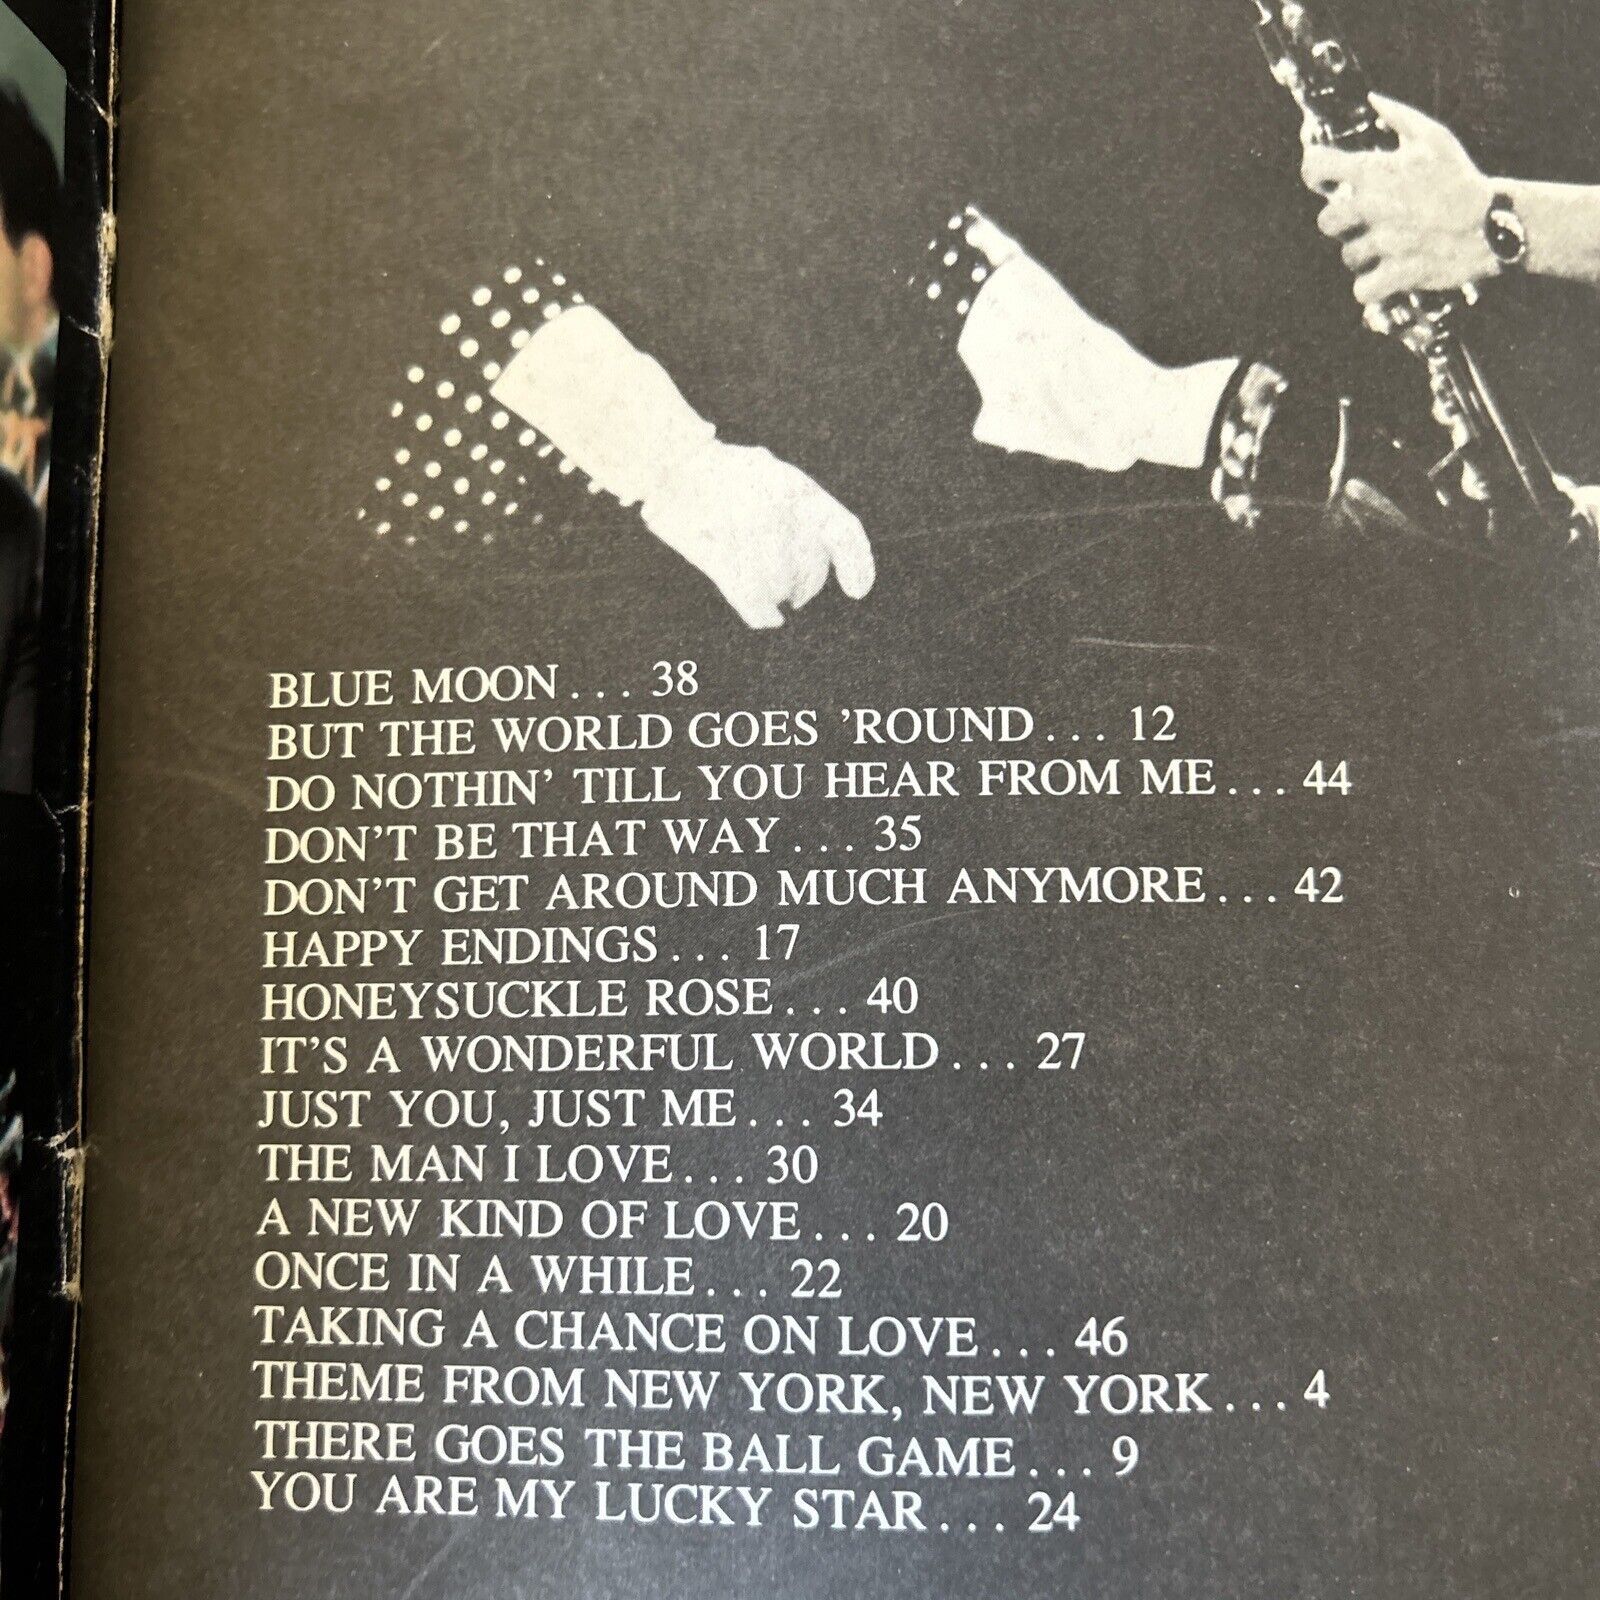 BLUE MOON... 38
BUT THE WORLD GOES 'ROUND... 12
DO NOTHIN' TILL YOU HEAR FROM ME... 44
DON'T BE THAT WAY... 35
DON'T GET AROUND MUCH ANYMORE... 42
HAPPY ENDINGS... 17
HONEYSUCKLE ROSE... 40
IT'S A WONDERFUL WORLD... 27
JUST YOU, JUST ME... 34
THE MAN I LOVE... 30
A NEW KIND OF LOVE... 20
ONCE IN A WHILE... 22
TAKING A CHANCE ON LOVE... 46
THEME FROM NEW YORK, NEW YORK... 4
THERE GOES THE BALL GAME... 9
YOU ARE MY LUCKY STAR... 24